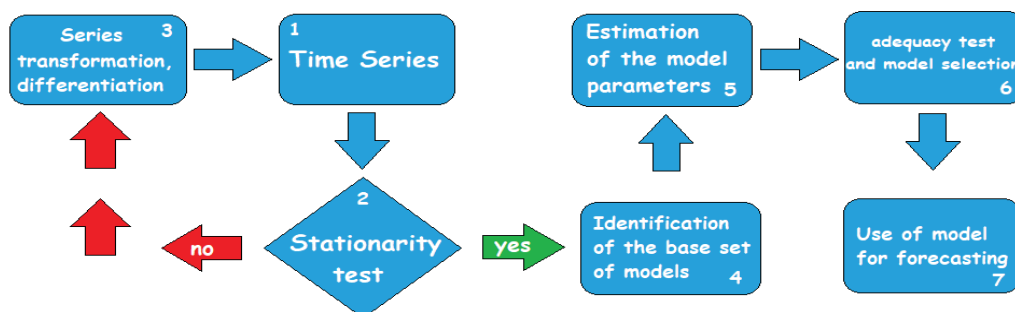 Series 3
transformation,
differentiation
1
Time Series
Estimation
of the model
parameters 5
adequacy test
and model selection
6
2
Stationarity
test
no
yes
Identification
of the base set
of models 4
Use of model
for forecasting
7